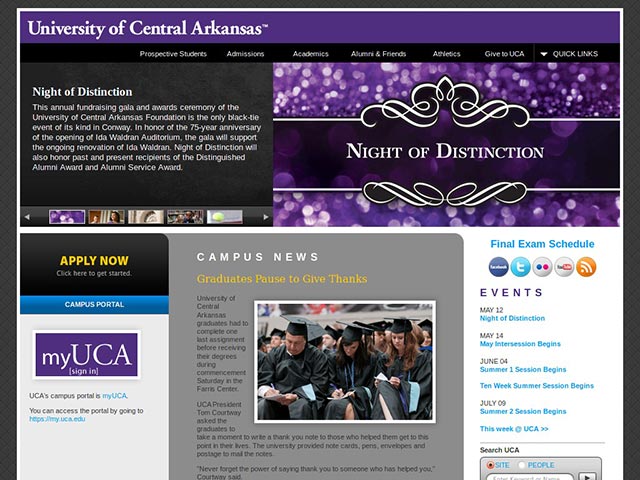 University of Central Arkansas™
Prospective Students Admissions Academics Alumni & Friends Athletics Give to UCA QUICK LINKS
Night of Distinction
This annual fundraising gala and awards ceremony of the
University of Central Arkansas Foundation is the only black-tie
event of its kind in Conway. In honor of the 75-year anniversary
of the opening of Ida Waldran Auditorium, the gala will support
the ongoing renovation of Ida Waldran. Night of Distinction will
also honor past and present recipients of the Distinguished
Alumni Award and Alumni Service Award.
NIGHT OF DISTINCTION
APPLY NOW
Click here to get started.
CAMPUS PORTAL
myUCA
[sign in]
UCA's campus portal is myUCA.
You can access the portal by going to
https://my.uca.edu
CAMPUS NEWS
Graduates Pause to Give Thanks
University of
Central
Arkansas
graduates had to
complete one
last assignment
before receiving
their degrees
during
commencement
Saturday in the
Farris Center.
UCA President
Tom Courtway
asked the
graduates to
take a moment to write a thank you note to those who helped them get to this
point in their lives. The university provided note cards, pens, envelopes and
postage to mail the notes.
"Never forget the power of saying thank you to someone who has helped you,"
Courtway said.
Final Exam Schedule
facebook
You Tube
EVENTS
MAY 12
Night of Distinction
MAY 14
May Intersession Begins
JUNE 04
Summer 1 Session Begins
Ten Week Summer Session Begins
JULY 09
Summer 2 Session Begins
This week @ UCA >>
Search UCA
SITE PEOPLE
Enter Keyword or Name